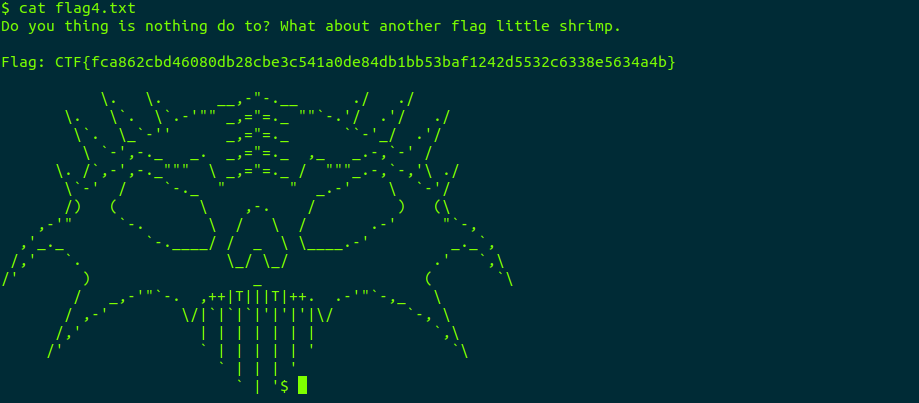 $ cat flag4.txt
Do you thing is nothing do to? What about another flag little shrimp.
Flag: CTF{fca862cbd46080db28cbe3c541a0de84db1bb53baf1242d5532c6338e5634a4b}
$